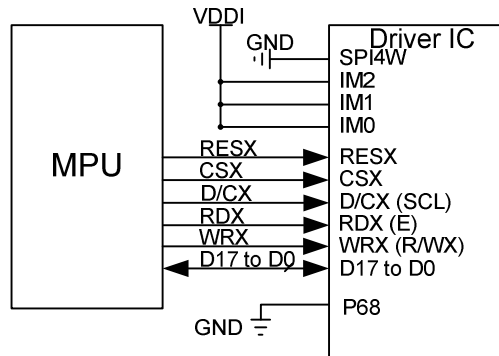 VDDI
GND
Driver IC
SPI4W
IM2
IM1
IM0
MPU
RESX
RESX
CSX
CSX
D/CX
D/CX (SCL)
RDX
RDX (E)
WRX
WRX (R/WX)
D17 to D0
D17 to D0
P68
GND